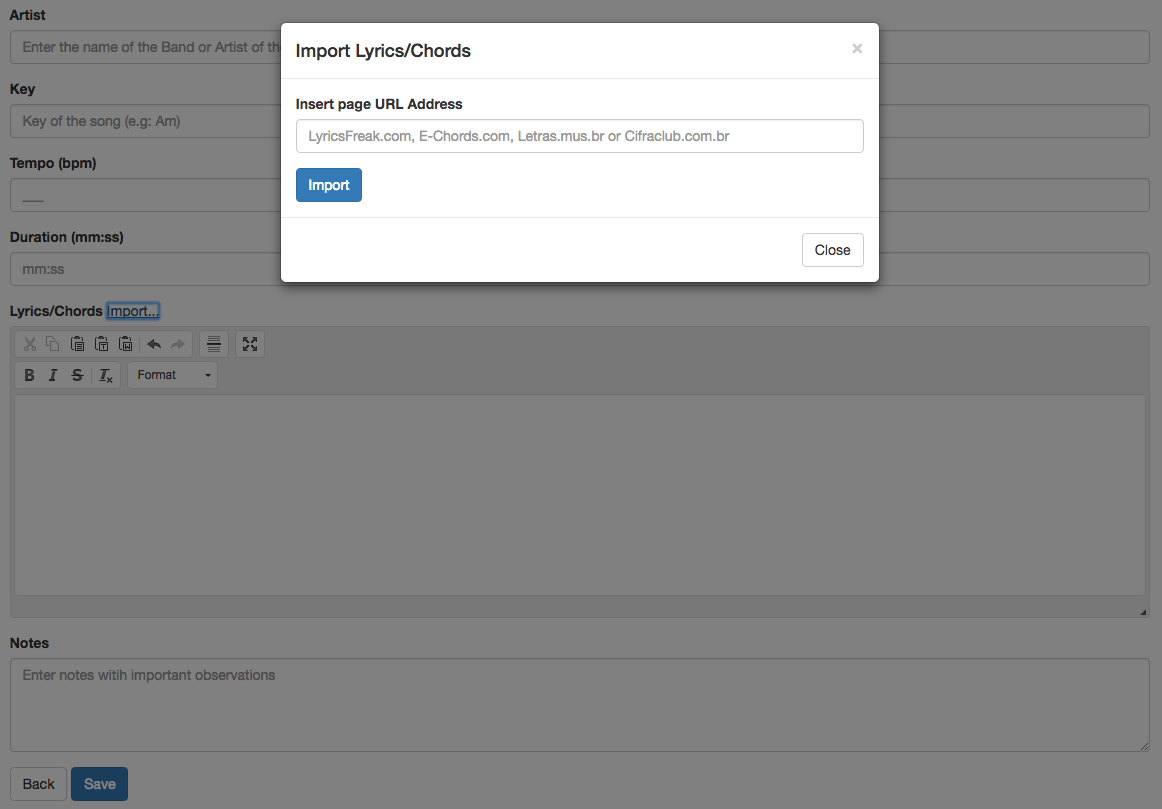 Artist
Enter the name of the Band or Artist of th
Key
Key of the song (e.g: Am)
Tempo (bpm)
___
Duration (mm:ss)
mm:ss
Import Lyrics/Chords
×
Insert page URL Address
LyricsFreak.com, E-Chords.com, Letras.mus.br or Cifraclub.com.br
Import
Close
Lyrics/Chords Import...
B I S Ix Format
Notes
Enter notes witih important observations
Back Save